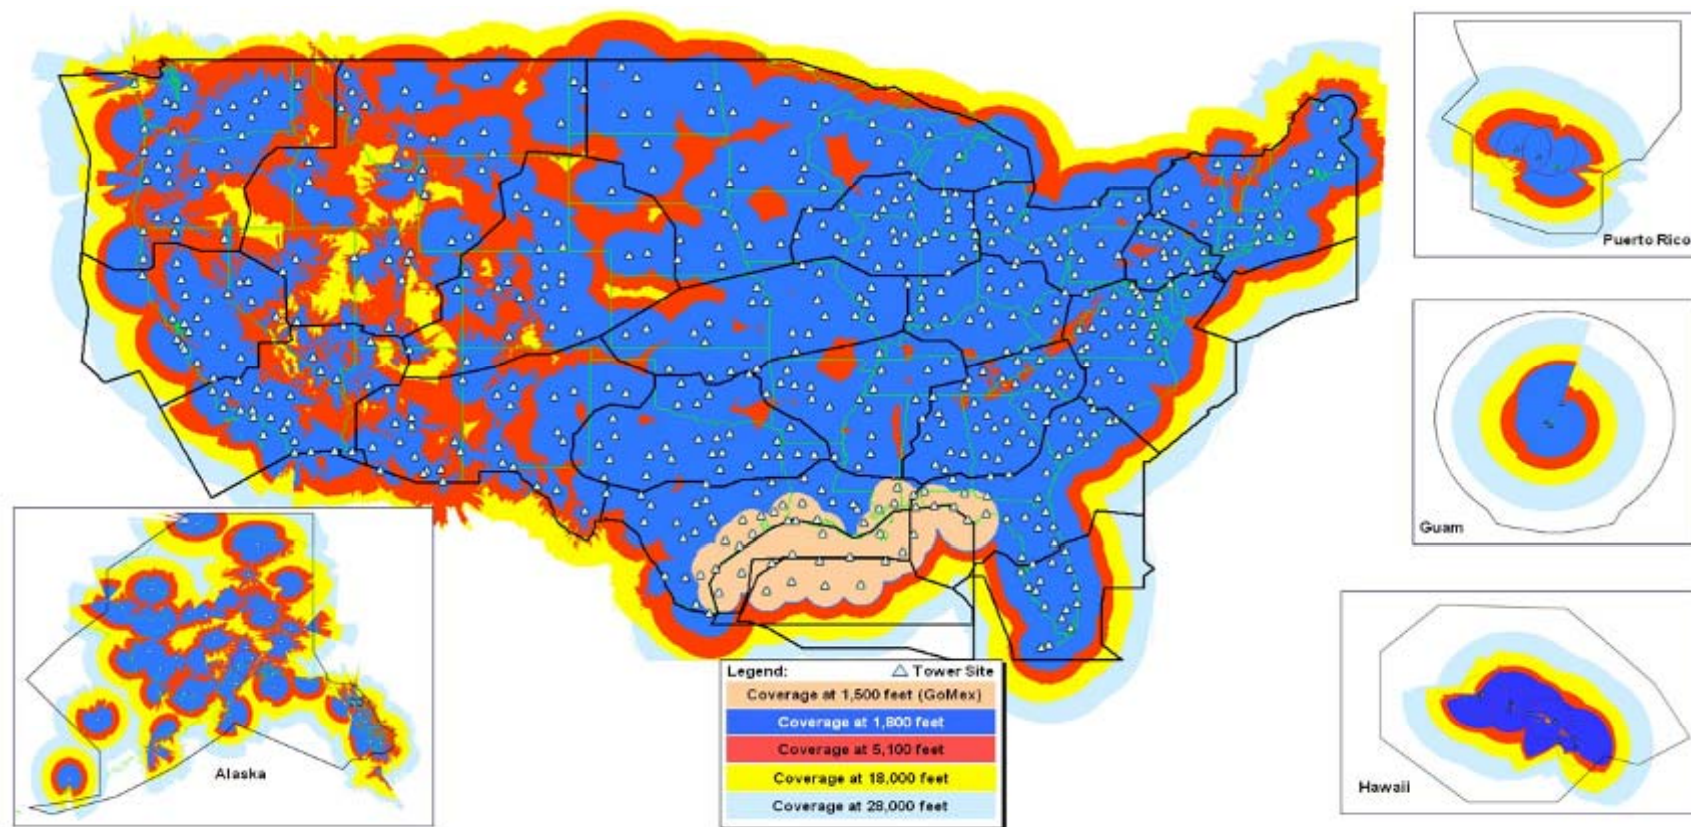 Puerto Rico
Guam
Alaska
Hawaii
Legend: Tower Site
Coverage at 1,500 feet (GoMex)
Coverage at 1,800 feet
Coverage at 5,100 feet
Coverage at 18,000 feet
Coverage at 28,000 feet